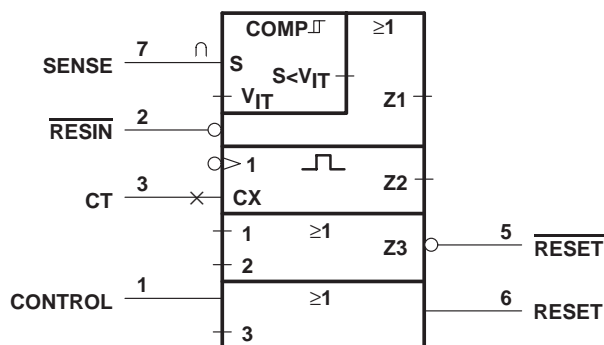 COMP ≥1
7 ∩
SENSE S
S<VIT
VIT Z1
2
RESIN
1
Z2
3
CT CX
1 ≥1
Z3 5
RESET
2
1 ≥1
CONTROL 6
RESET
3